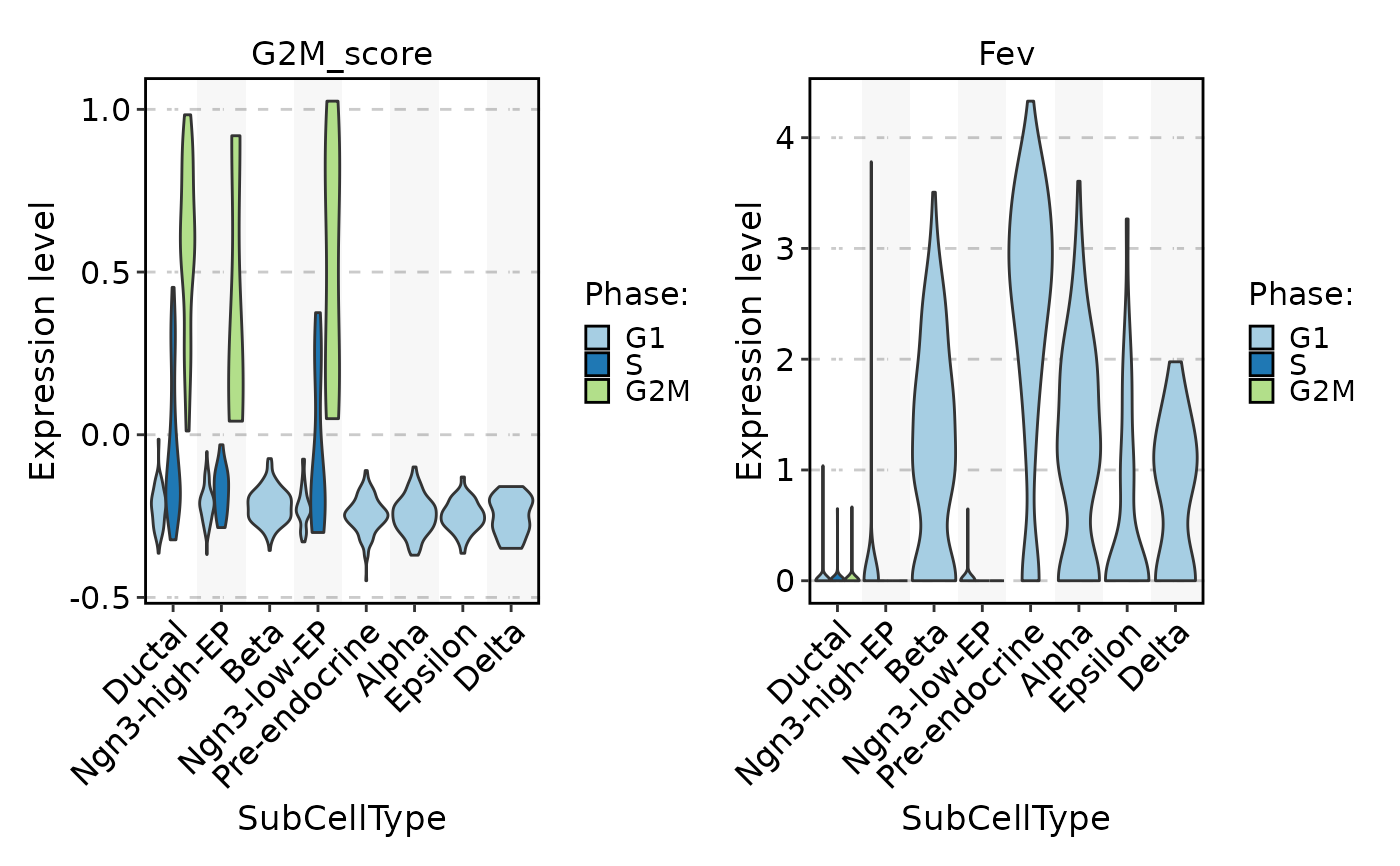 G2M_score
Expression level
1.0
0.5
0.0
-0.5
Ductal
Ngn3-high-EP
Beta
Ngn3-low-EP
Pre-endocrine
Alpha
Epsilon
Delta
SubCellType
Phase:
G1
S
G2M
Fev
Expression level
4
3
2
1
0
Ductal
Ngn3-high-EP
Beta
Ngn3-low-EP
Pre-endocrine
Alpha
Epsilon
Delta
SubCellType
Phase:
G1
S
G2M